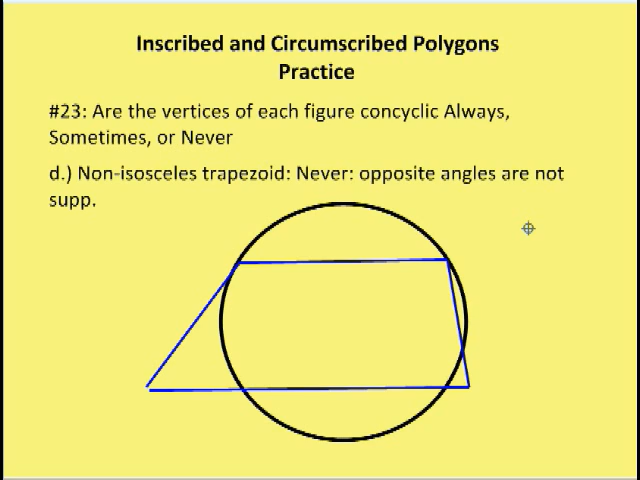 Inscribed and Circumscribed Polygons
Practice
#23: Are the vertices of each figure concyclic Always,
Sometimes, or Never
d.) Non-isosceles trapezoid: Never: opposite angles are not
supp.